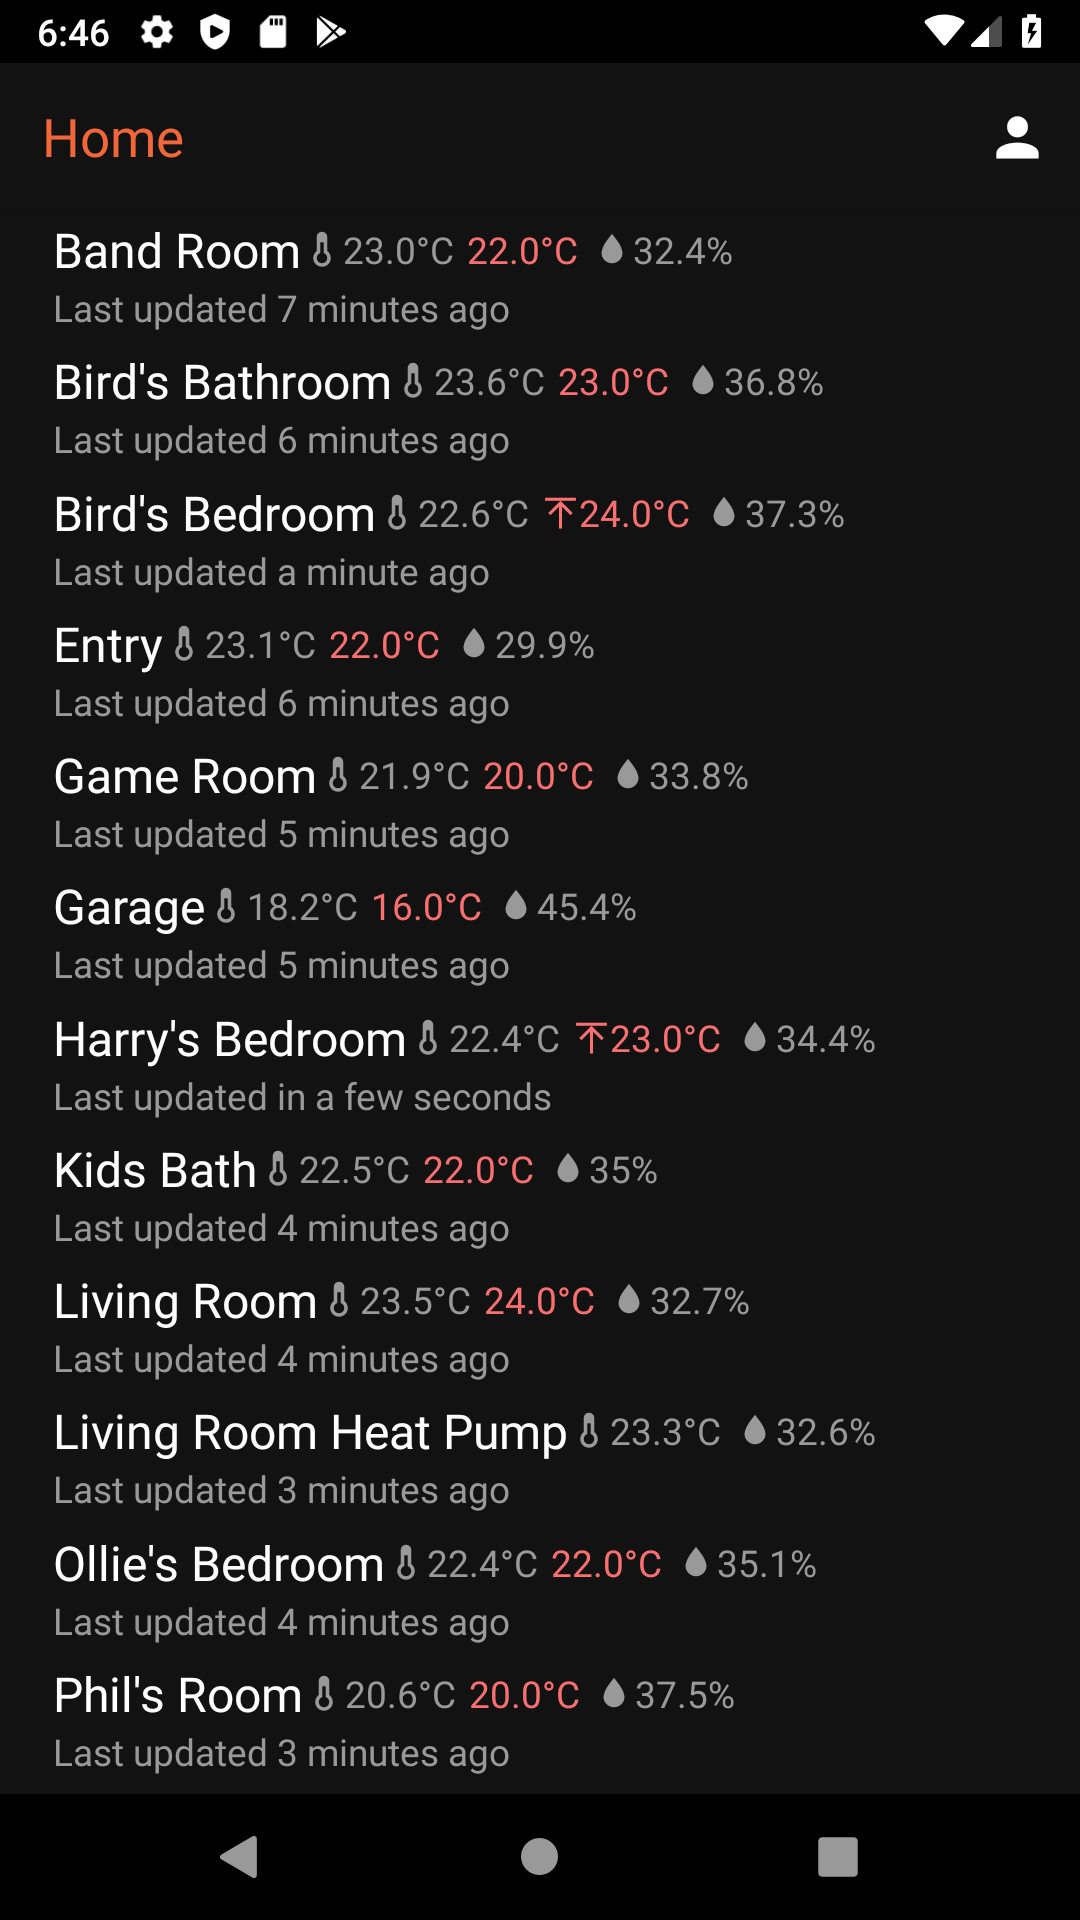 6:46
Home
Band Room 23.0°C 22.0°C 32.4%
Last updated 7 minutes ago
Bird's Bathroom 23.6°C 23.0°C 36.8%
Last updated 6 minutes ago
Bird's Bedroom 22.6°C 24.0°C 37.3%
Last updated a minute ago
Entry 23.1°C 22.0°C 29.9%
Last updated 6 minutes ago
Game Room 21.9°C 20.0°C 33.8%
Last updated 5 minutes ago
Garage 18.2°C 16.0°C 45.4%
Last updated 5 minutes ago
Harry's Bedroom 22.4°C 23.0°C 34.4%
Last updated in a few seconds
Kids Bath 22.5°C 22.0°C 35%
Last updated 4 minutes ago
Living Room 23.5°C 24.0°C 32.7%
Last updated 4 minutes ago
Living Room Heat Pump 23.3°C 32.6%
Last updated 3 minutes ago
Ollie's Bedroom 22.4°C 22.0°C 35.1%
Last updated 4 minutes ago
Phil's Room 20.6°C 20.0°C 37.5%
Last updated 3 minutes ago